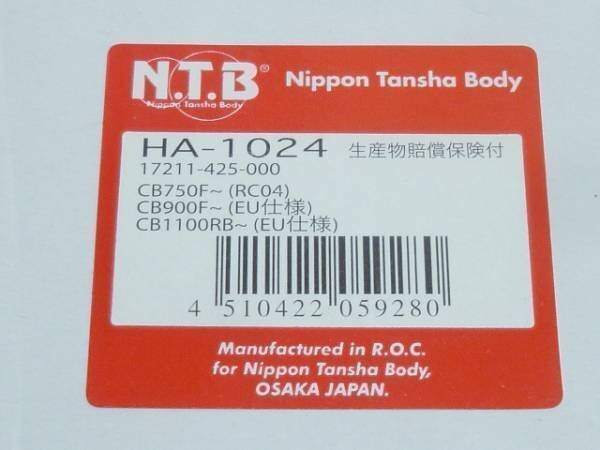 N.T.B® Nippon Tansha Body
Nippon Tansha Body
HA-1024 生産物賠償保険付
17211-425-000
CB750F~ (RC04)
CB900F~ (EU仕様)
CB1100RB~ (EU仕様)
4 510422 059280
Manufactured in R.O.C.
for Nippon Tansha Body,
OSAKA JAPAN.